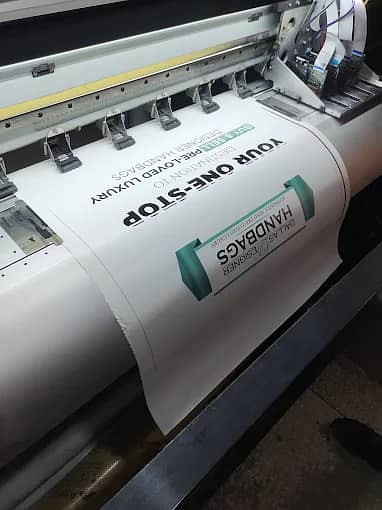 DALLAS DESIGNER
HANDBAGS
YOUR ONE-STOP
DESTINATION TO
BUY & SELL PRE-LOVED LUXURY
DESIGNER HANDBAGS